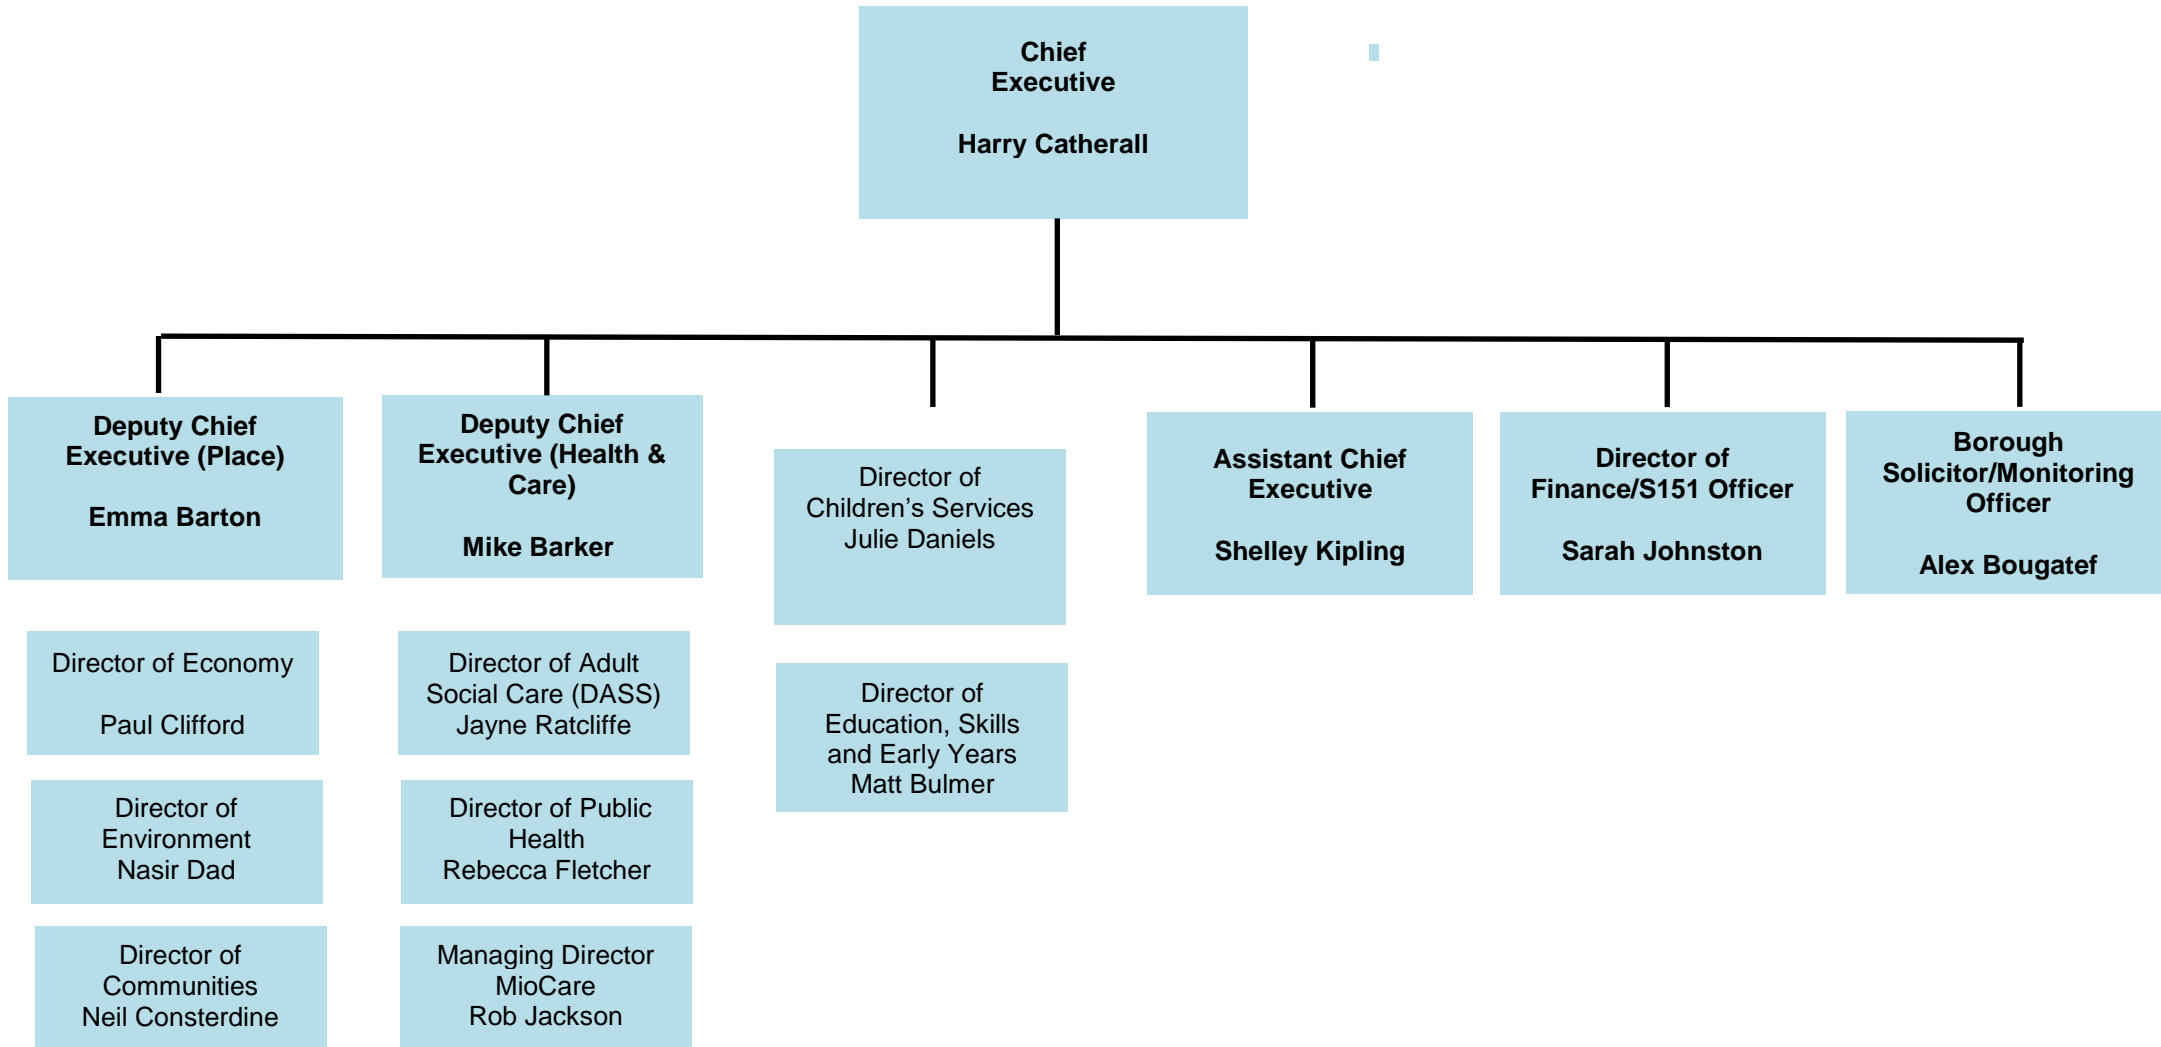 Chief
Executive
Harry Catherall
Deputy Chief
Executive (Place)
Emma Barton
Deputy Chief
Executive (Health &
Care)
Mike Barker
Director of
Children’s Services
Julie Daniels
Assistant Chief
Executive
Shelley Kipling
Director of
Finance/S151 Officer
Sarah Johnston
Borough
Solicitor/Monitoring
Officer
Alex Bougatef
Director of Economy
Paul Clifford
Director of Adult
Social Care (DASS)
Jayne Ratcliffe
Director of
Education, Skills
and Early Years
Matt Bulmer
Director of
Environment
Nasir Dad
Director of Public
Health
Rebecca Fletcher
Director of
Communities
Neil Consterdine
Managing Director
MioCare
Rob Jackson